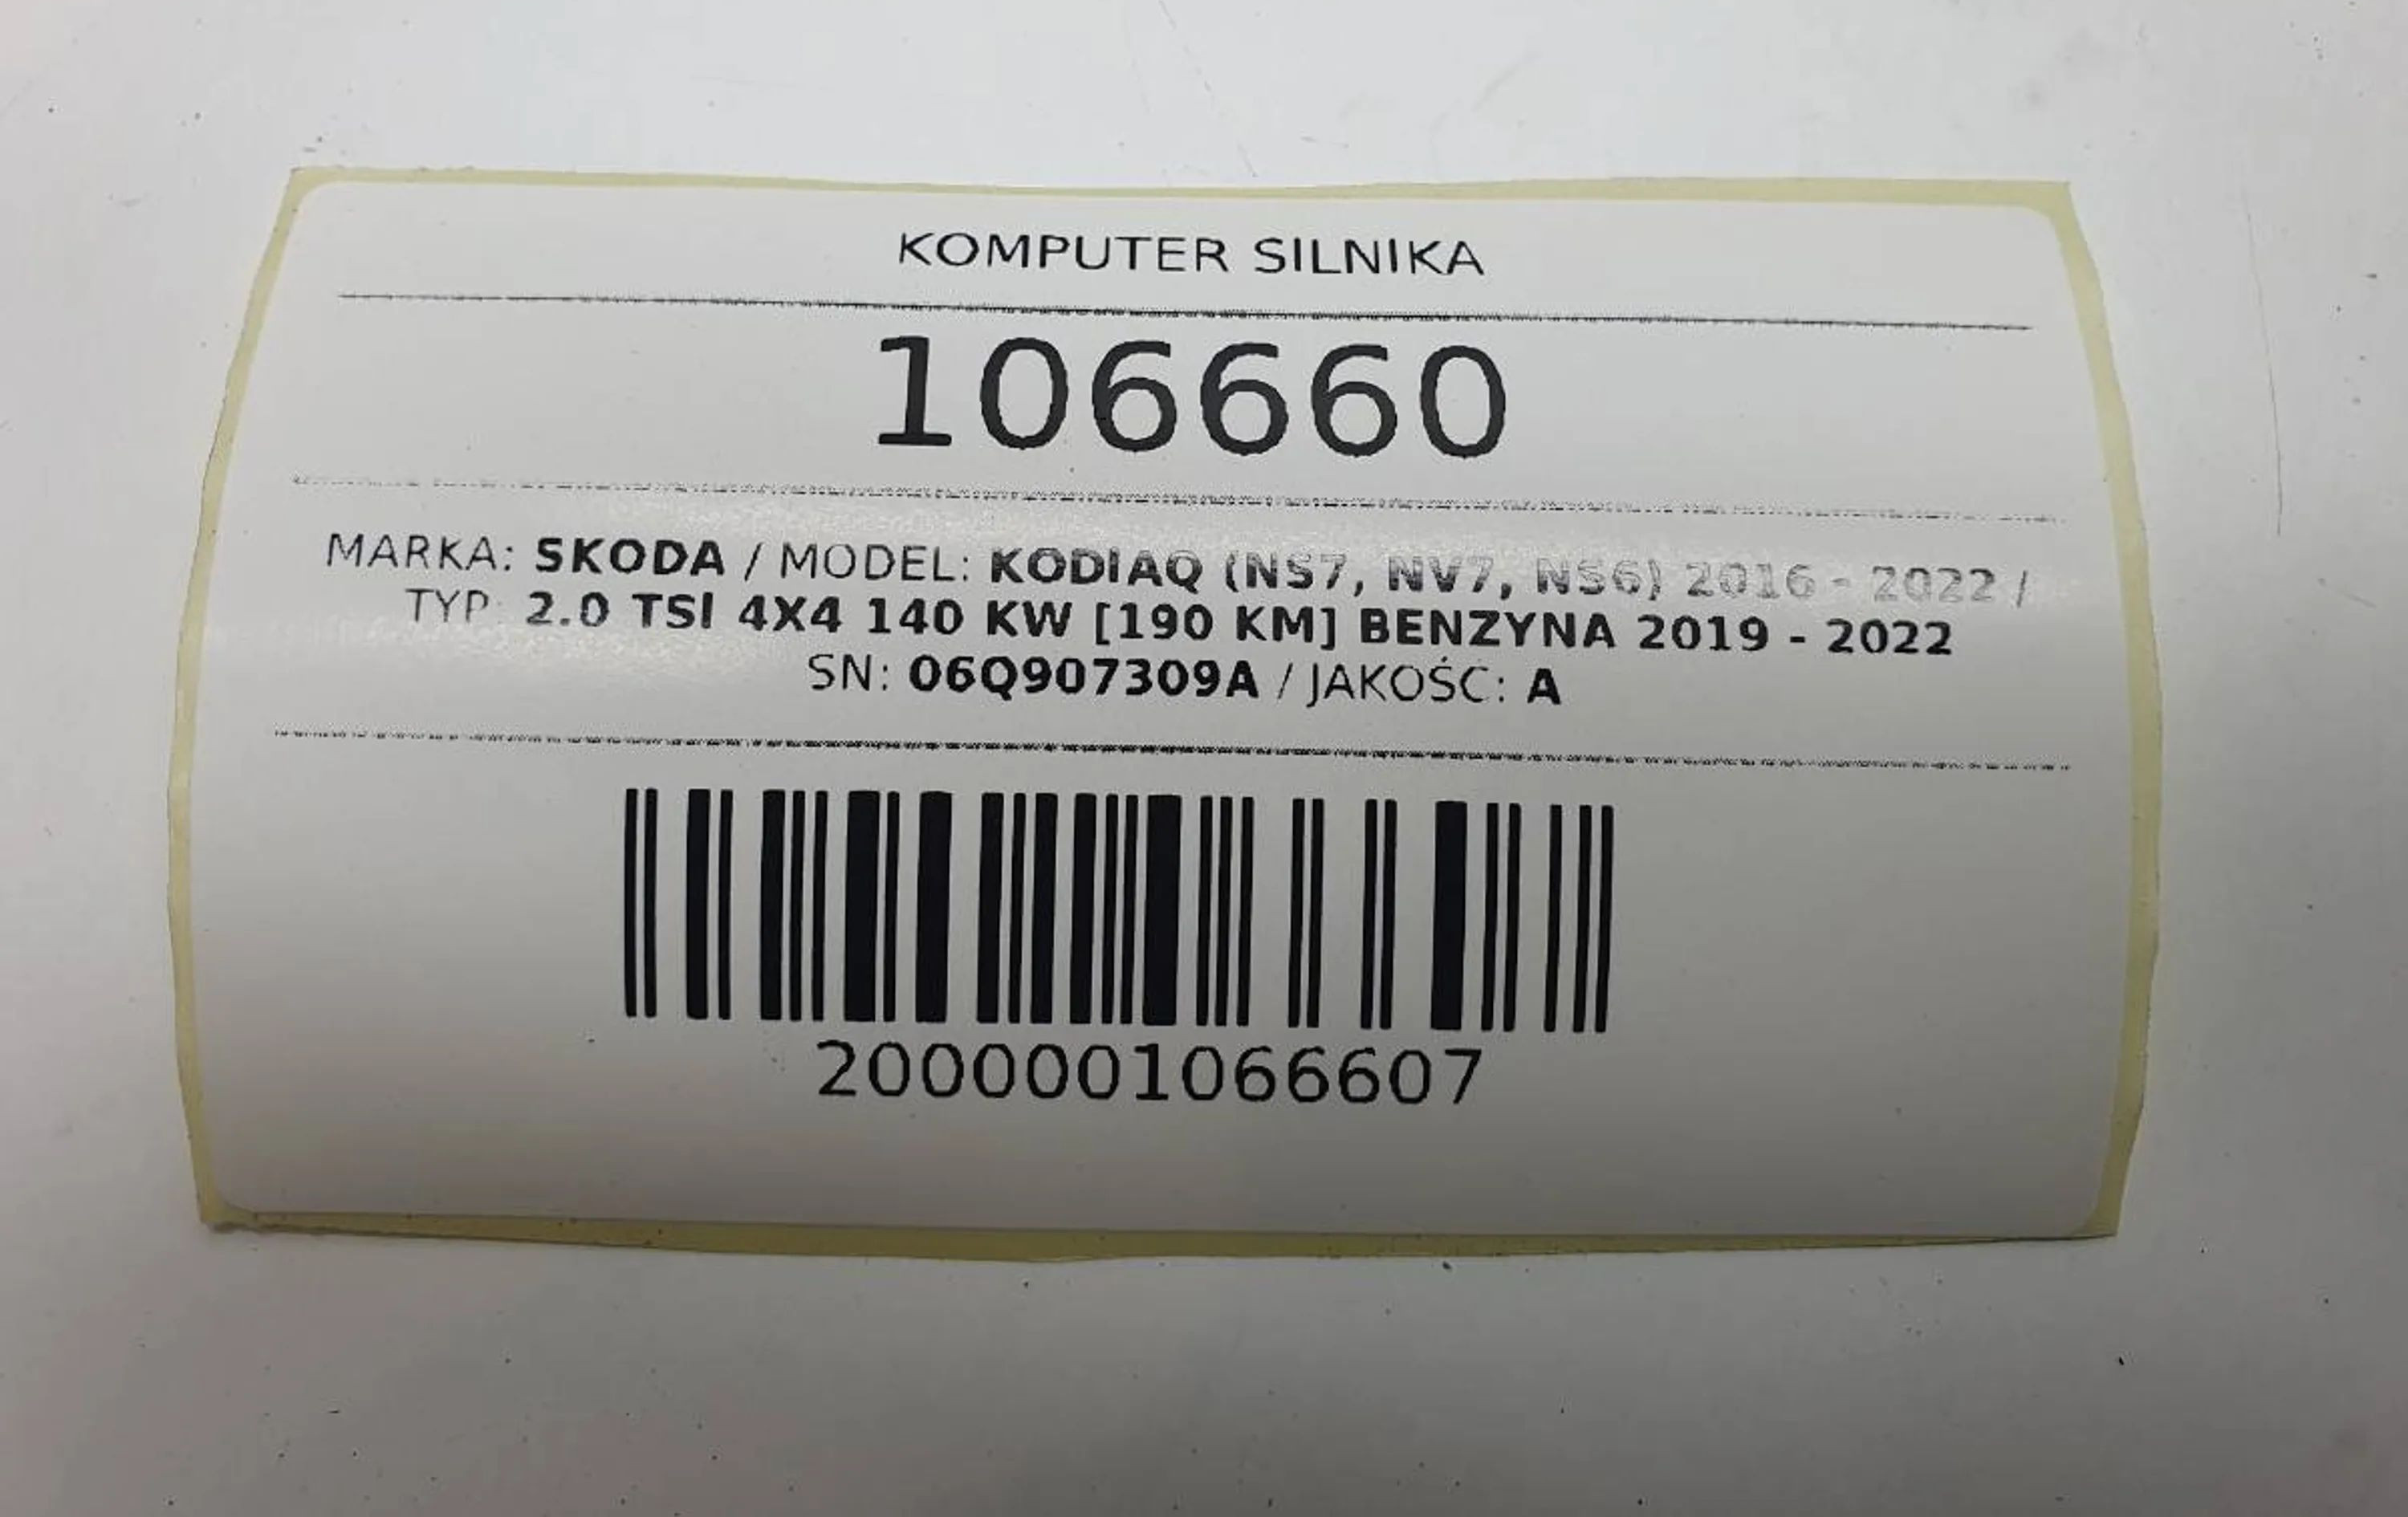 KOMPUTER SILNIKA
106660
MARKA: SKODA / MODEL: KODIAQ (NS7, NV7, NS6) 2016 - 2022 /
TYP: 2.0 TSI 4X4 140 KW [190 KM] BENZYNA 2019 - 2022
SN: 06Q907309A / JAKOŚĆ: A
2000001066607